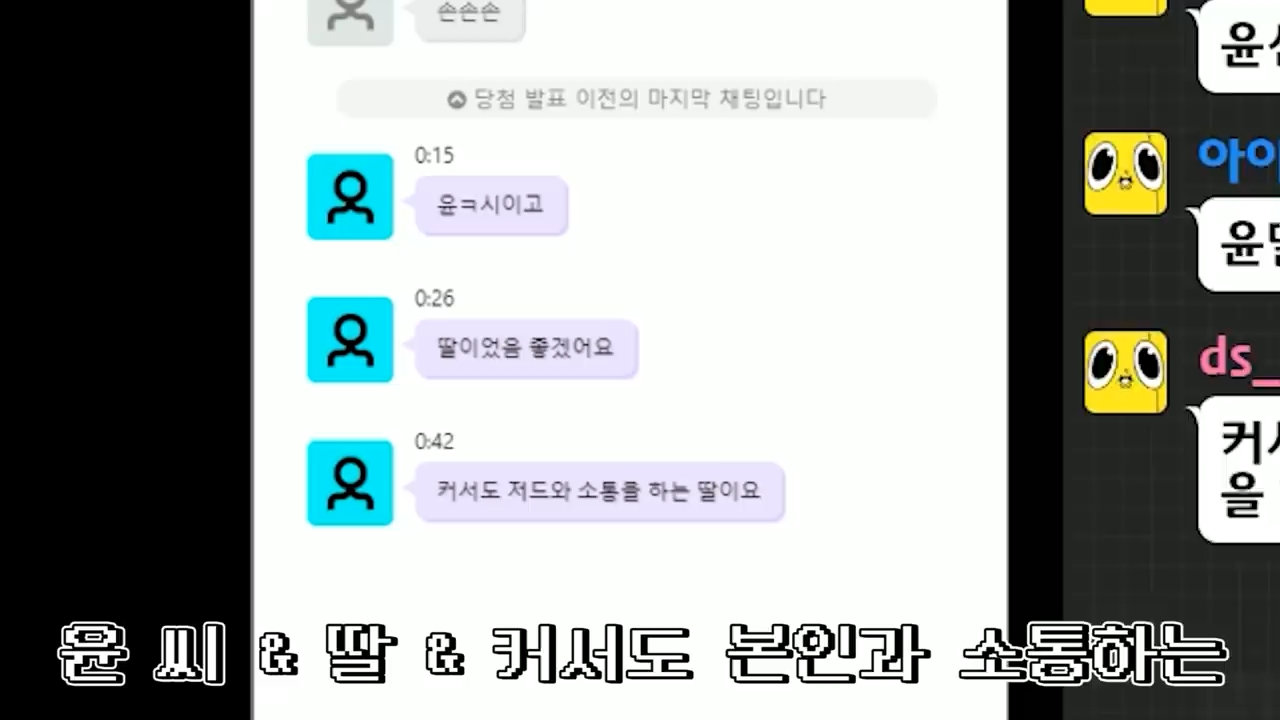 손손손
당첨 발표 이전의 마지막 채팅입니다
0:15
윤ㅋ시이고
0:26
딸이었음 좋겠어요
0:42
커서도 저드와 소통을 하는 딸이요
아이
ds_
을
윤 씨 & 딸 & 커서도 본인과 소통하는